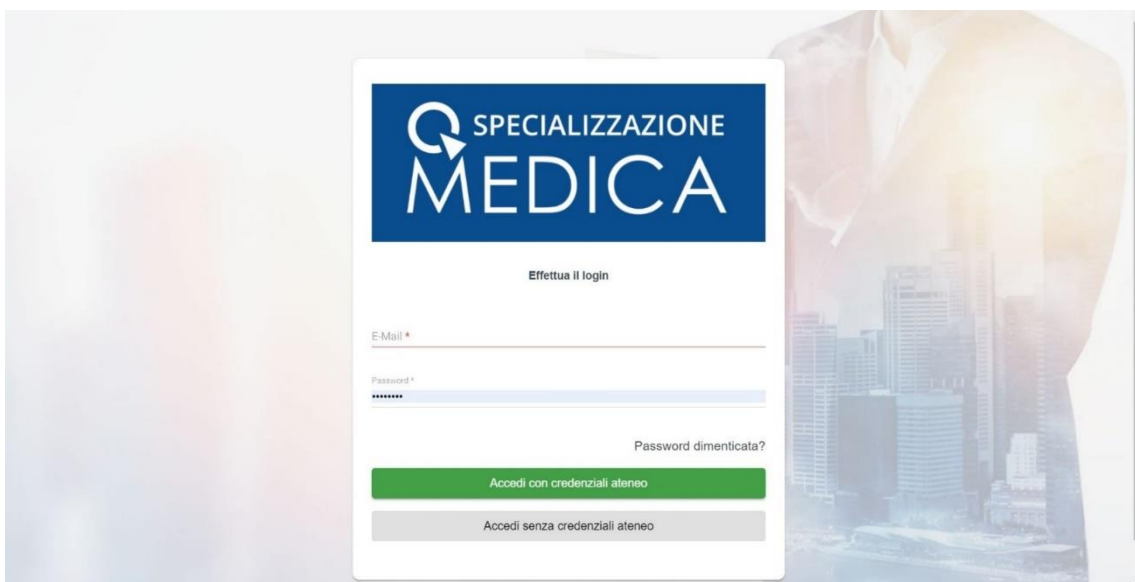 SPECIALIZZAZIONE
MEDICA
Effettua il login
E-Mail *
Password *
••••••••
Password dimenticata?
Accedi con credenziali ateneo
Accedi senza credenziali ateneo